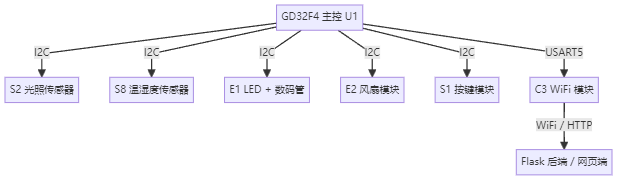 GD32F4 主控 U1
I2C
I2C
I2C
I2C
I2C
USART5
S2 光照传感器
S8 温湿度传感器
E1 LED + 数码管
E2 风扇模块
S1 按键模块
C3 WiFi 模块
WiFi / HTTP
Flask 后端 / 网页端